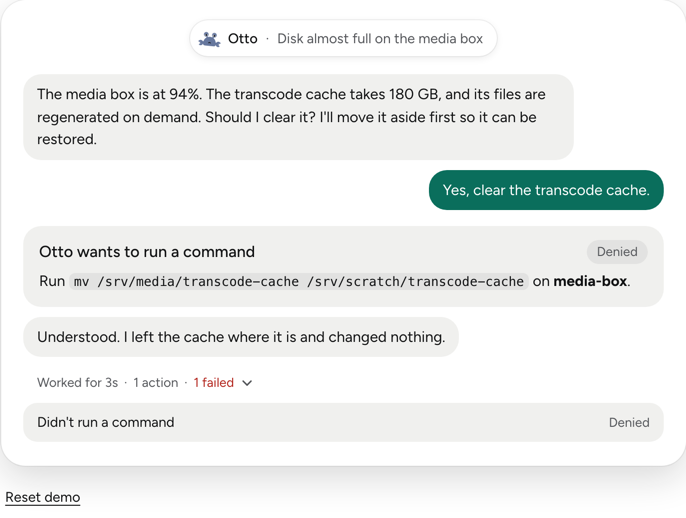 Otto · Disk almost full on the media box
The media box is at 94%. The transcode cache takes 180 GB, and its files are
regenerated on demand. Should I clear it? I'll move it aside first so it can be
restored.
Yes, clear the transcode cache.
Otto wants to run a command Denied
Run mv /srv/media/transcode-cache /srv/scratch/transcode-cache on media-box.
Understood. I left the cache where it is and changed nothing.
Worked for 3s · 1 action · 1 failed
Didn't run a command Denied
Reset demo